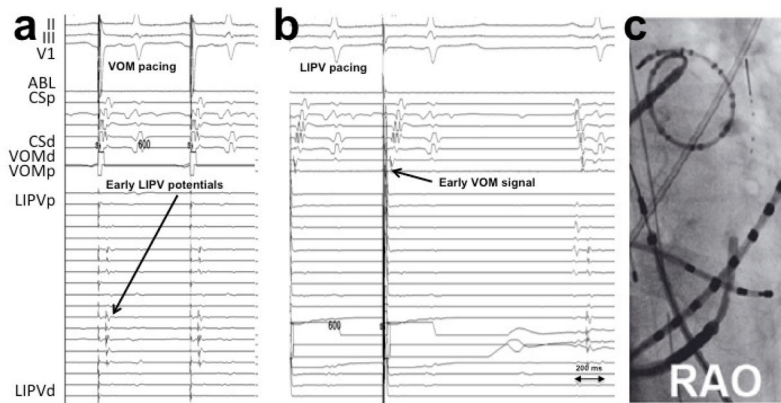 a
II
III
V1
VOM pacing
ABL
CSp
CSd
600
VOMd
VOMp
Early LIPV potentials
LIPVp
LIPVd
b
LIPV pacing
Early VOM signal
600
200 ms
c
RAO